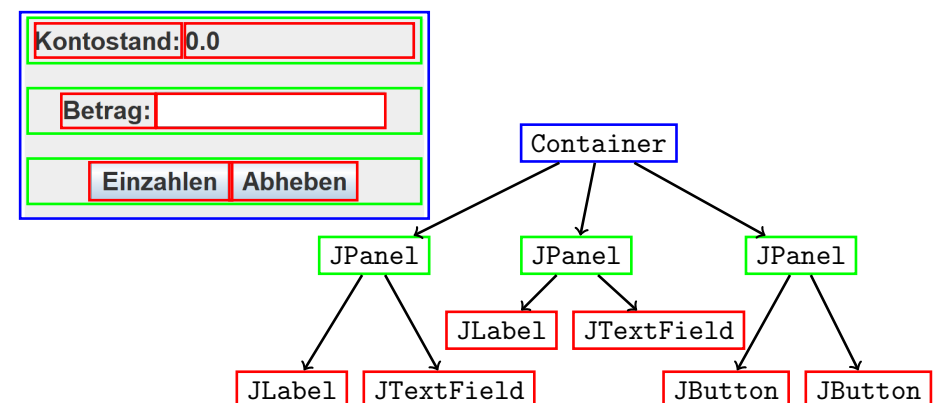 Kontostand: 0.0
Betrag:
Einzahlen Abheben
Container
JPanel JPanel JPanel
JLabel JTextField
JLabel JTextField JButton JButton